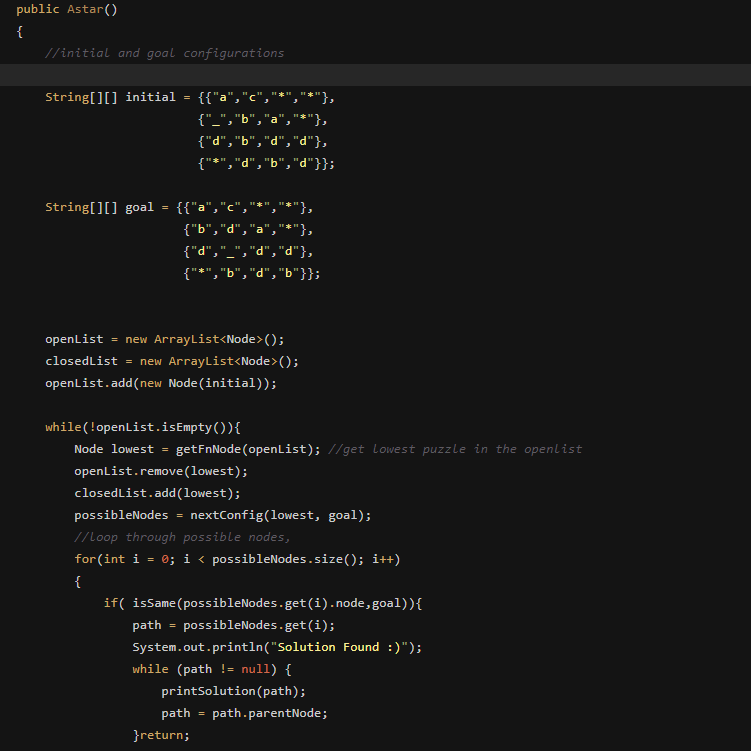 public Astar()
{
//initial and goal configurations
String[][] initial = {{"a","c","*","*"},
{"_","b","a","*"},
{"d","b","d","d"},
{"*","d","b","d"}};
String[][] goal = {{"a","c","*","*"},
{"b","d","a","*"},
{"d","_","d","d"},
{"*","b","d","b"}};
openList = new ArrayList<Node>();
closedList = new ArrayList<Node>();
openList.add(new Node(initial));
while(!openList.isEmpty()){
Node lowest = getFnNode(openList); //get lowest puzzle in the openlist
openList.remove(lowest);
closedList.add(lowest);
possibleNodes = nextConfig(lowest, goal);
//loop through possible nodes,
for(int i = 0; i < possibleNodes.size(); i++)
{
if( isSame(possibleNodes.get(i).node,goal)){
path = possibleNodes.get(i);
System.out.println("Solution Found :)");
while (path != null) {
printSolution(path);
path = path.parentNode;
}return;